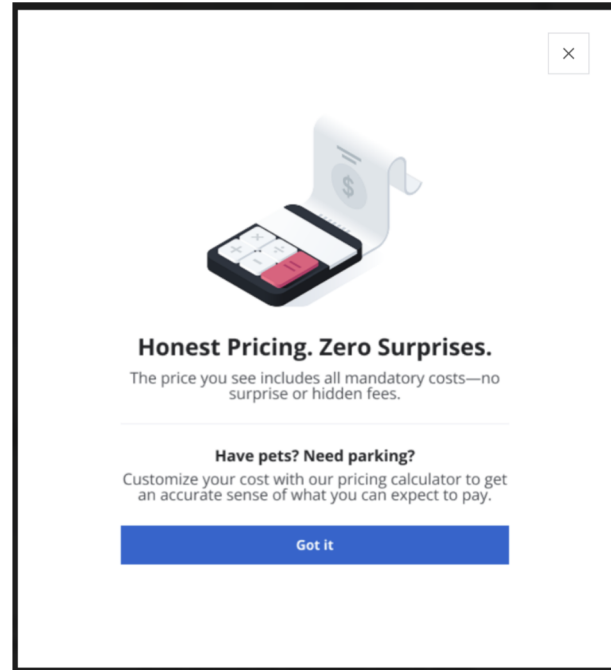 Honest Pricing. Zero Surprises.
The price you see includes all mandatory costs—no
surprise or hidden fees.
Have pets? Need parking?
Customize your cost with our pricing calculator to get
an accurate sense of what you can expect to pay.
Got it